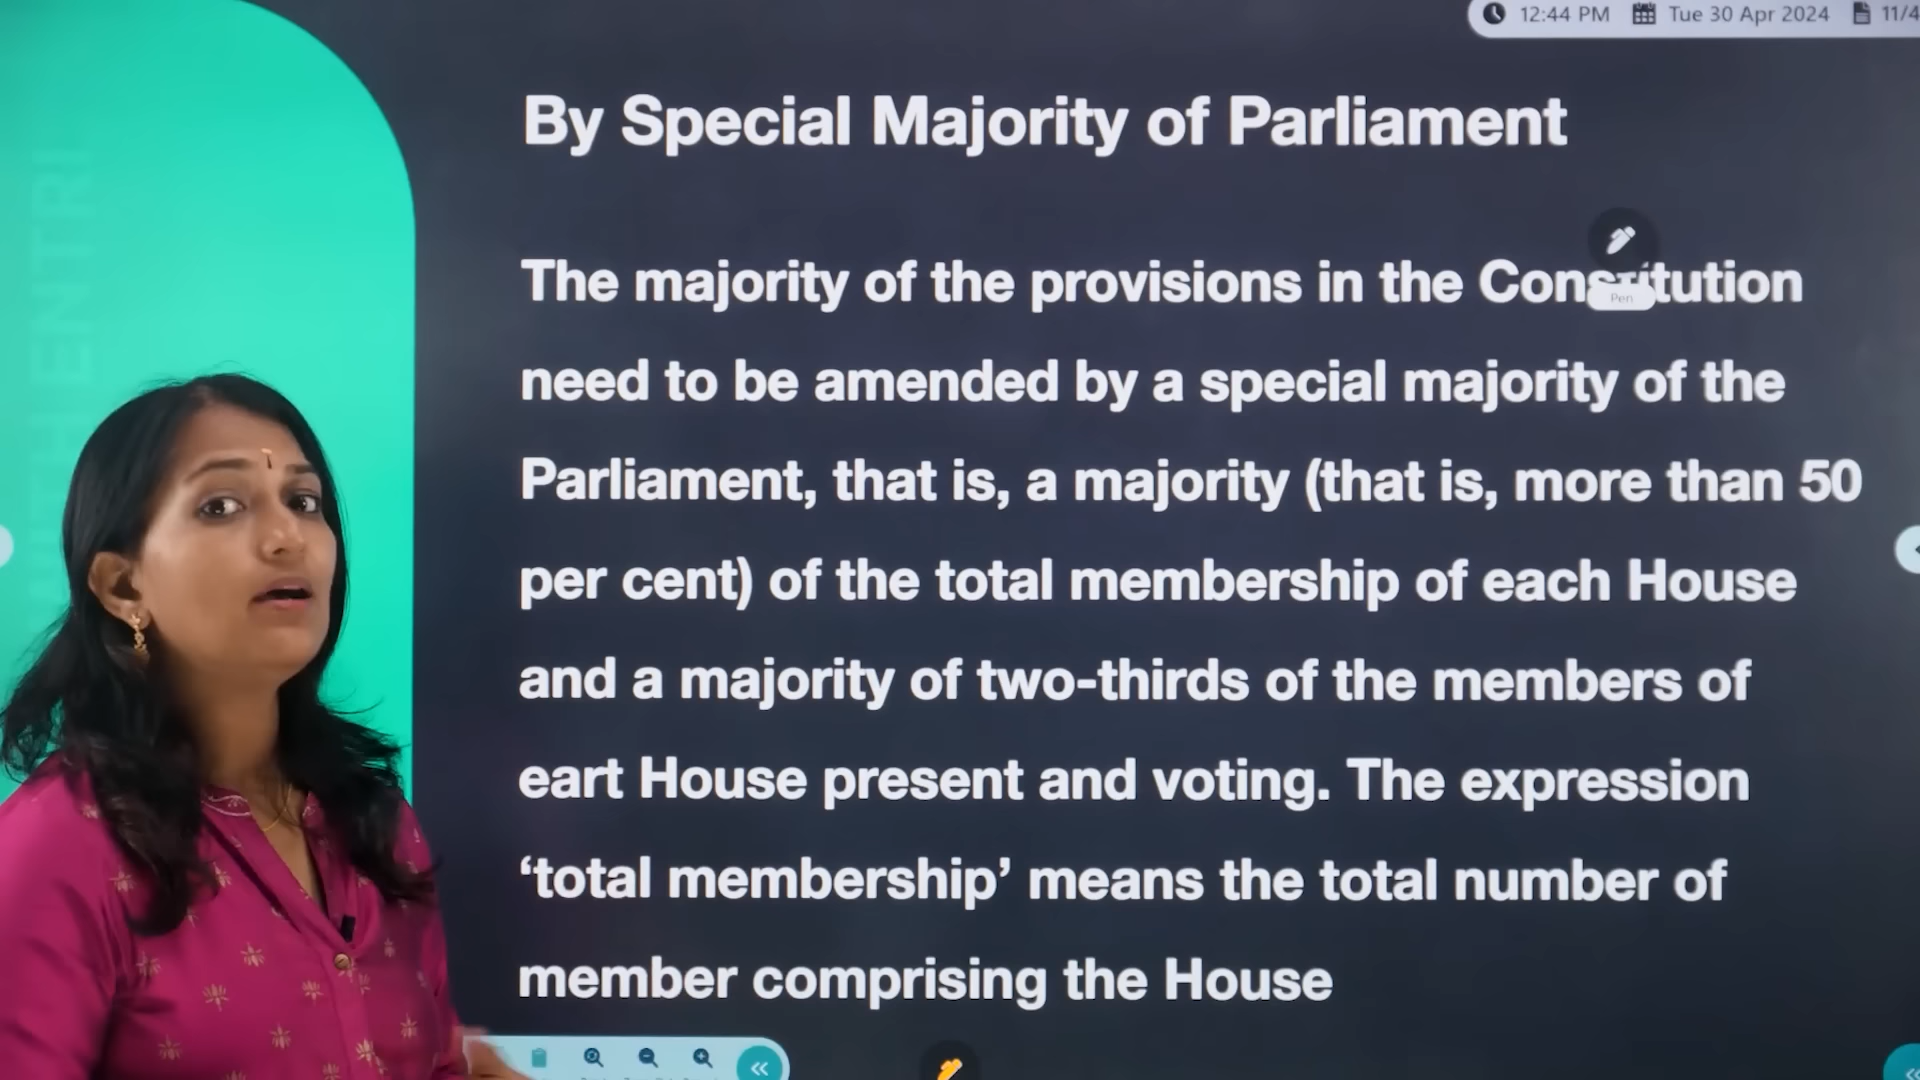 12:44 PM Tue 30 Apr 2024 11/4
By Special Majority of Parliament
The majority of the provisions in the Constitution
Pen
need to be amended by a special majority of the
Parliament, that is, a majority (that is, more than 50
per cent) of the total membership of each House
and a majority of two-thirds of the members of
eart House present and voting. The expression
‘total membership’ means the total number of
member comprising the House
ENTRI